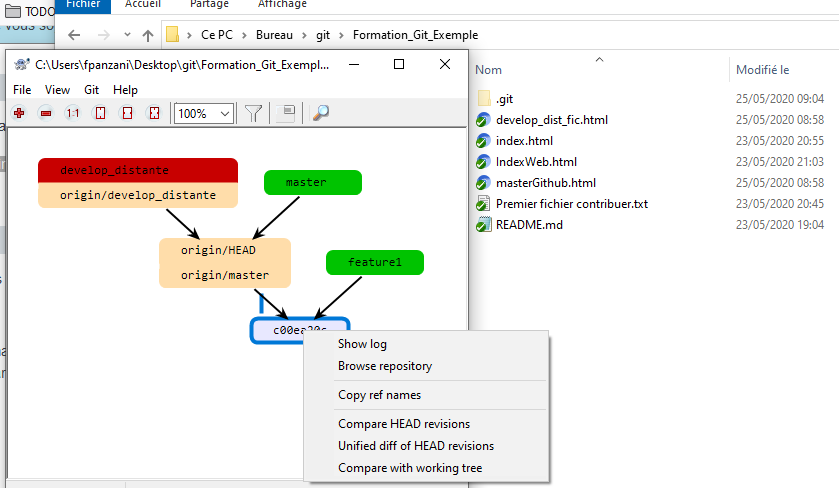 TODO
Fichier Accueil Partage Affichage
Ce PC > Bureau > git > Formation_Git_Exemple
C:\Users\fpanzani\Desktop\git\Formation_Git_Exempl...
File View Git Help
1:1 100%
develop_distante
origin/develop_distante
master
origin/HEAD
origin/master
feature1
Show log
Browse repository
Copy ref names
Compare HEAD revisions
Unified diff of HEAD revisions
Compare with working tree
Nom Modifié le
.git 25/05/2020 09:04
develop_dist_fic.html 25/05/2020 08:58
index.html 23/05/2020 20:55
IndexWeb.html 23/05/2020 21:03
masterGithub.html 25/05/2020 08:58
Premier fichier contribuer.txt 23/05/2020 20:45
README.md 23/05/2020 19:04